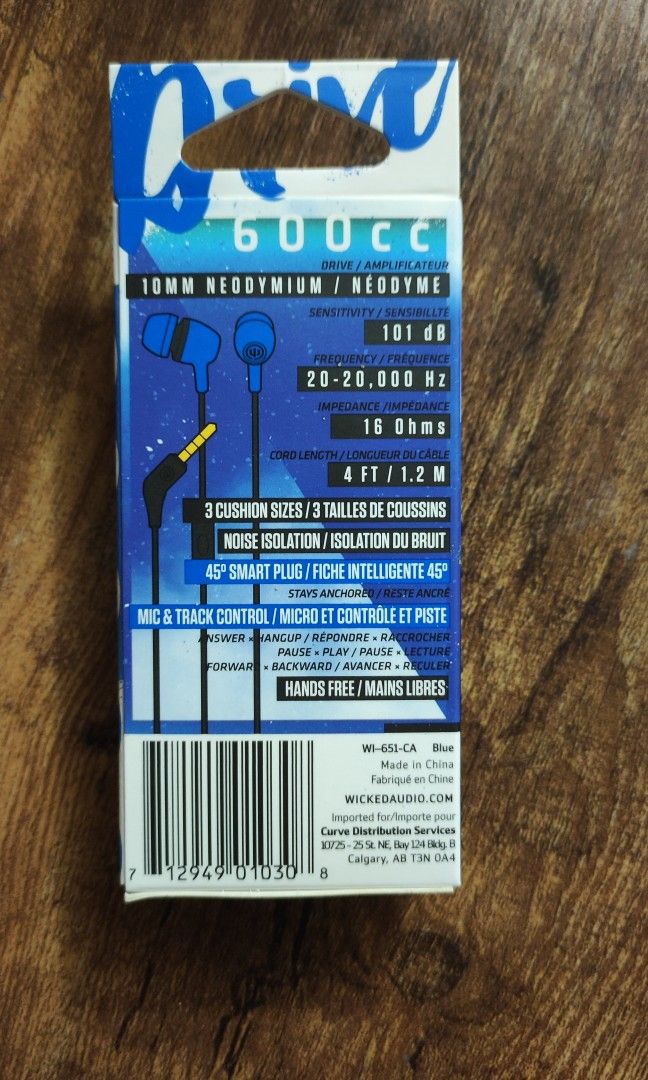 Drive
600cc
DRIVE / AMPLIFICATEUR
10MM NEODYMIUM / NÉODYME
SENSITIVITY / SENSIBILLTE
101 dB
FREQUENCY / FRÉQUENCE
20-20,000 Hz
IMPEDANCE /IMPÉDANCE
16 Ohms
CORD LENGTH / LONGUEUR DU CÂBLE
4 FT / 1.2 M
3 CUSHION SIZES / 3 TAILLES DE COUSSINS
NOISE ISOLATION / ISOLATION DU BRUIT
45º SMART PLUG / FICHE INTELLIGENTE 45º
STAYS ANCHORED / RESTE ANCRÉ
MIC & TRACK CONTROL / MICRO ET CONTRÔLE ET PISTE
ANSWER × HANGUP / RÉPONDRE × RACCROCHER
PAUSE × PLAY / PAUSE × LECTURE
FORWARD × BACKWARD / AVANCER × RECULER
HANDS FREE / MAINS LIBRES
WI-651-CA Blue
Made in China
Fabriqué en Chine
WICKEDAUDIO.COM
Imported for/Importe pour
Curve Distribution Services
10725 - 25 St. NE, Bay 124 Bldg. B
Calgary, AB T3N 0A4
7 12949 01030 8